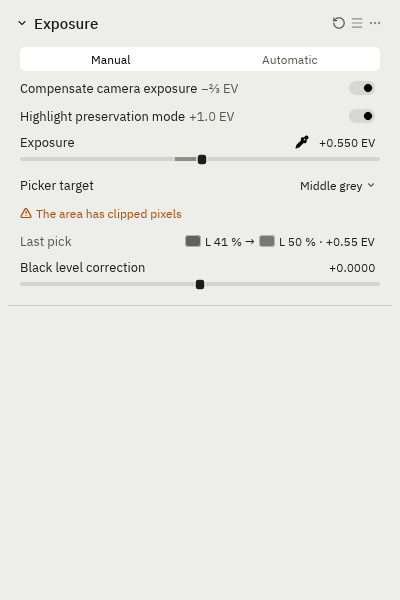 Exposure
Manual Automatic
Compensate camera exposure −⅔ EV
Highlight preservation mode +1.0 EV
Exposure +0.550 EV
Picker target Middle grey
The area has clipped pixels
Last pick L 41 % → L 50 % · +0.55 EV
Black level correction +0.0000